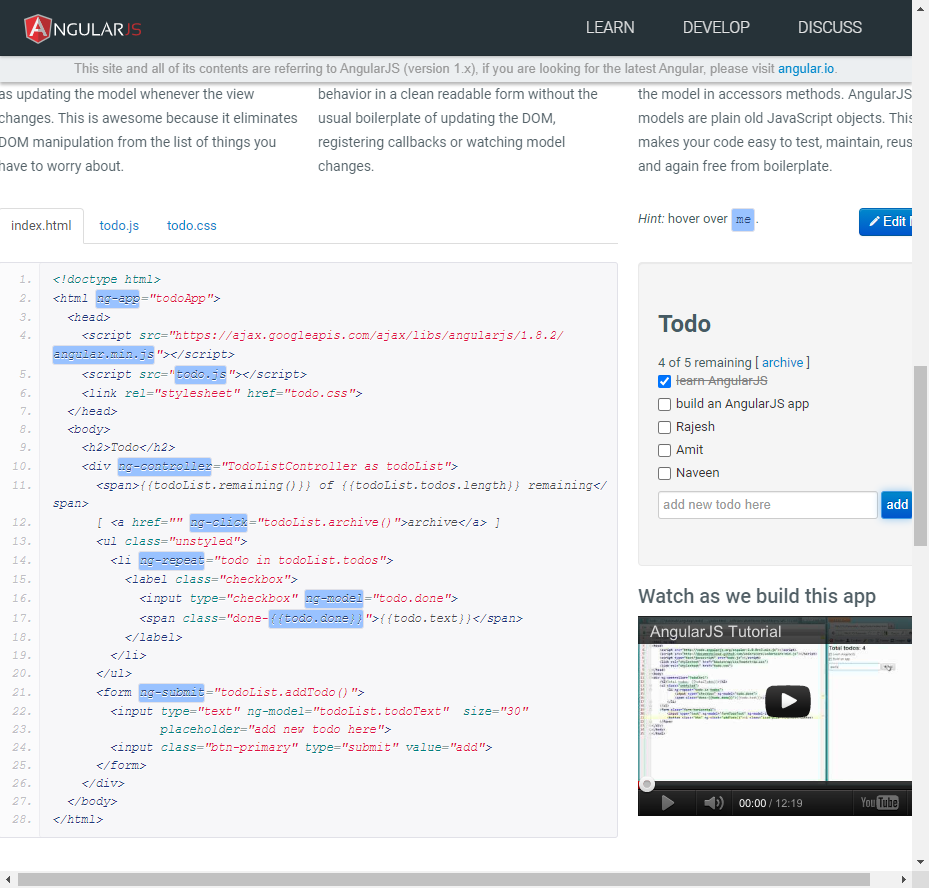 ANGULARJS
LEARN DEVELOP DISCUSS
This site and all of its contents are referring to AngularJS (version 1.x), if you are looking for the latest Angular, please visit angular.io.
as updating the model whenever the view
changes. This is awesome because it eliminates
DOM manipulation from the list of things you
have to worry about.
behavior in a clean readable form without the
usual boilerplate of updating the DOM,
registering callbacks or watching model
changes.
the model in accessors methods. AngularJS
models are plain old JavaScript objects. This
makes your code easy to test, maintain, reus
and again free from boilerplate.
index.html todo.js todo.css
1. <!doctype html>
2. <html ng-app="todoApp">
3. <head>
4. <script src="https://ajax.googleapis.com/ajax/libs/angularjs/1.8.2/
angular.min.js"></script>
5. <script src="todo.js"></script>
6. <link rel="stylesheet" href="todo.css">
7. </head>
8. <body>
9. <h2>Todo</h2>
10. <div ng-controller="TodoListController as todoList">
11. <span>{{todoList.remaining()}} of {{todoList.todos.length}} remaining</
span>
12. [ <a href="" ng-click="todoList.archive()">archive</a> ]
13. <ul class="unstyled">
14. <li ng-repeat="todo in todoList.todos">
15. <label class="checkbox">
16. <input type="checkbox" ng-model="todo.done">
17. <span class="done-{{todo.done}}">{{todo.text}}</span>
18. </label>
19. </li>
20. </ul>
21. <form ng-submit="todoList.addTodo()">
22. <input type="text" ng-model="todoList.todoText" size="30"
23. placeholder="add new todo here">
24. <input class="btn-primary" type="submit" value="add">
25. </form>
26. </div>
27. </body>
28. </html>
Hint: hover over me .
Edit
Todo
4 of 5 remaining [ archive ]
learn AngularJS
build an AngularJS app
Rajesh
Amit
Naveen
add new todo here add
Watch as we build this app
AngularJS Tutorial
Total todos: 4
00:00 / 12:19 YouTube